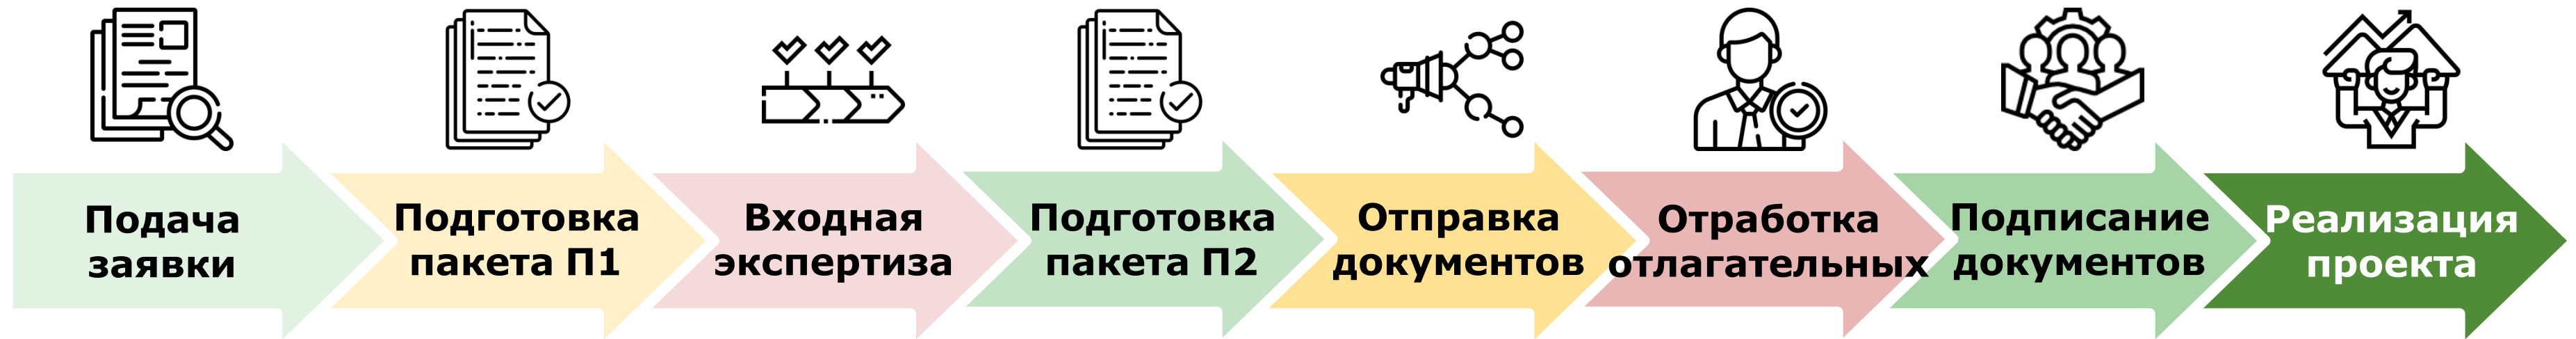 Подача
заявки
Подготовка
пакета П1
Входная
экспертиза
Подготовка
пакета П2
Отправка
документов
Отработка
отлагательных
Подписание
документов
Реализация
проекта